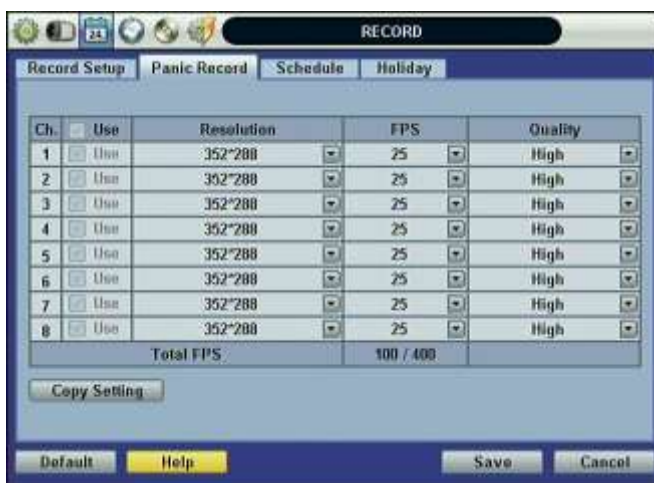 24
RECORD
Record Setup Panic Record Schedule Holiday
Ch. Use Resolution FPS Quality
1 Use 352*288 25 High
2 Use 352*288 25 High
3 Use 352*288 25 High
4 Use 352*288 25 High
5 Use 352*288 25 High
6 Use 352*288 25 High
7 Use 352*288 25 High
8 Use 352*288 25 High
Total FPS 100 / 400
Copy Setting
Default Help Save Cancel